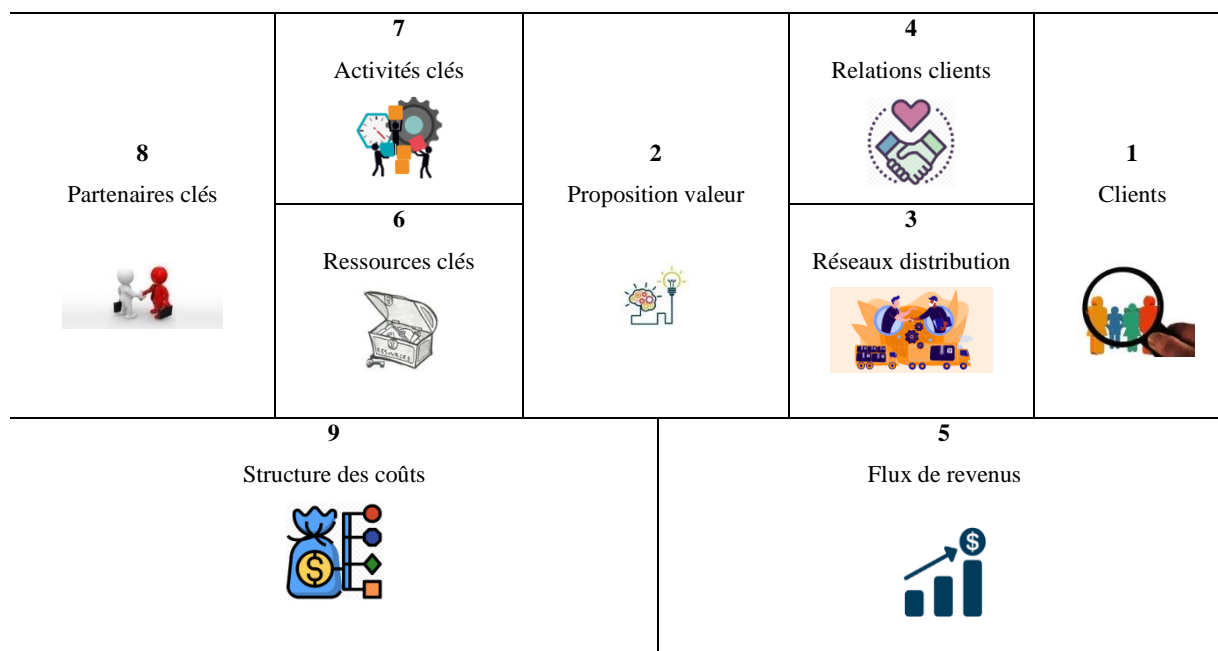 7
Activités clés
4
Relations clients
8
Partenaires clés
2
Proposition valeur
1
Clients
6
Ressources clés
3
Réseaux distribution
9
Structure des coûts
$
5
Flux de revenus
$